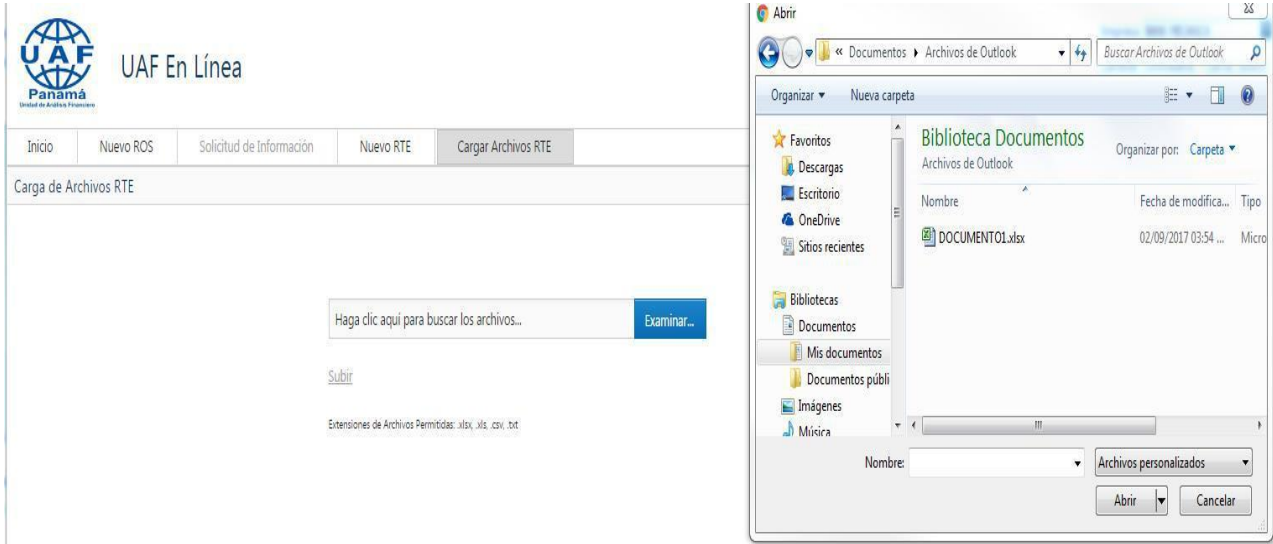 UAF
Panamá
Unidad de Análisis Financiero
UAF En Línea
Inicio
Nuevo ROS
Solicitud de Información
Nuevo RTE
Cargar Archivos RTE
Carga de Archivos RTE
Haga clic aquí para buscar los archivos...
Examinar...
Subir
Extensiones de Archivos Permitidas: .xlsx, .xls, .csv, .txt
Abrir
« Documentos Archivos de Outlook
Buscar Archivos de Outlook
Organizar
Nueva carpeta
Favoritos
Descargas
Escritorio
OneDrive
Sitios recientes
Bibliotecas
Documentos
Mis documentos
Documentos públi
Imágenes
Música
Biblioteca Documentos
Archivos de Outlook
Organizar por: Carpeta
Nombre
Fecha de modifica...
Tipo
DOCUMENTO1.xlsx
02/09/2017 03:54 ...
Micro
Nombre:
Archivos personalizados
Abrir
Cancelar